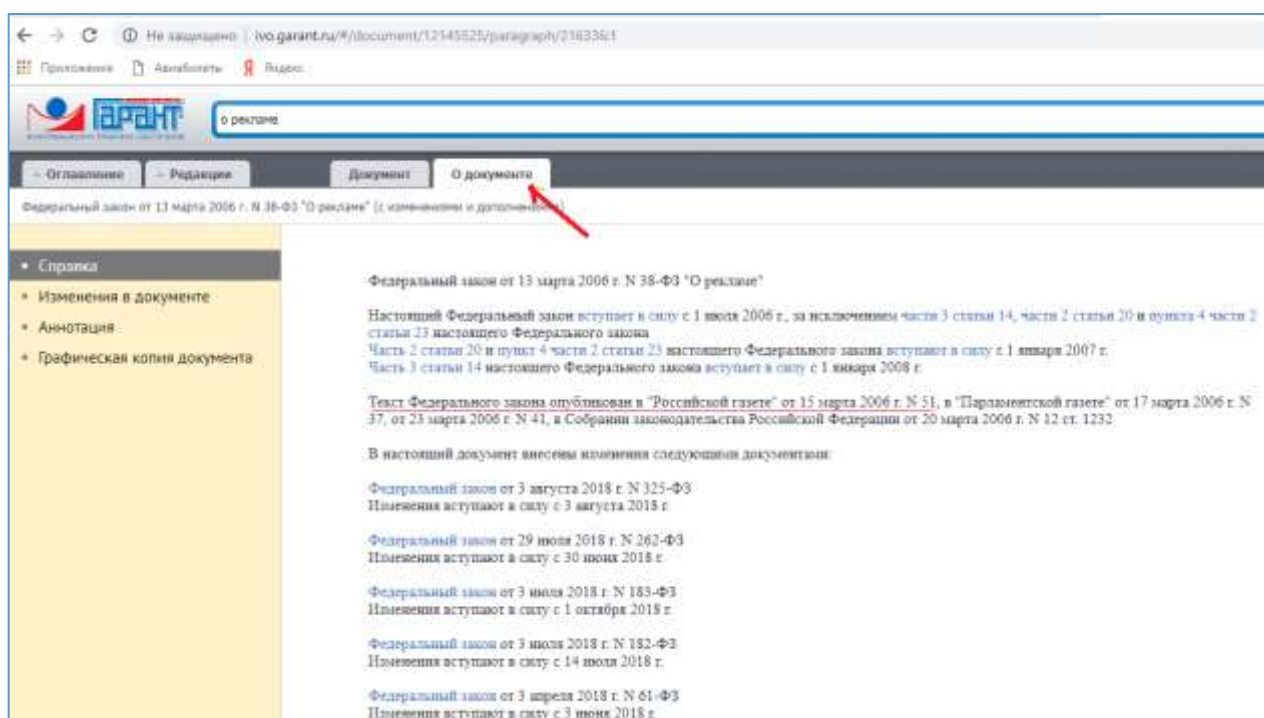 Не защищено | ivo.garant.ru/#/document/12145525/paragraph/216336:1
Приложения Авиабилеты Яндекс
ГАРАНТ о рекламе
Оглавление Редакции Документ О документе
Федеральный закон от 13 марта 2006 г. N 38-ФЗ "О рекламе" (с изменениями и дополнениями)
Справка
Изменения в документе
Аннотация
Графическая копия документа
Федеральный закон от 13 марта 2006 г. N 38-ФЗ "О рекламе"
Настоящий Федеральный закон вступает в силу с 1 июля 2006 г., за исключением части 3 статьи 14, части 2 статьи 20 и пункта 4 части 2
статьи 23 настоящего Федерального закона
Часть 2 статьи 20 и пункт 4 части 2 статьи 23 настоящего Федерального закона вступают в силу с 1 января 2007 г.
Часть 3 статьи 14 настоящего Федерального закона вступает в силу с 1 января 2008 г.
Текст Федерального закона опубликован в "Российской газете" от 15 марта 2006 г. N 51, в "Парламентской газете" от 17 марта 2006 г. N
37, от 23 марта 2006 г. N 41, в Собрании законодательства Российской Федерации от 20 марта 2006 г. N 12 ст. 1232
В настоящий документ внесены изменения следующими документами:
Федеральный закон от 3 августа 2018 г. N 325-ФЗ
Изменения вступают в силу с 3 августа 2018 г.
Федеральный закон от 29 июля 2018 г. N 262-ФЗ
Изменения вступают в силу с 30 июля 2018 г.
Федеральный закон от 3 июля 2018 г. N 183-ФЗ
Изменения вступают в силу с 1 октября 2018 г.
Федеральный закон от 3 июля 2018 г. N 182-ФЗ
Изменения вступают в силу с 14 июля 2018 г.
Федеральный закон от 3 апреля 2018 г. N 61-ФЗ
Изменения вступают в силу с 3 июня 2018 г.